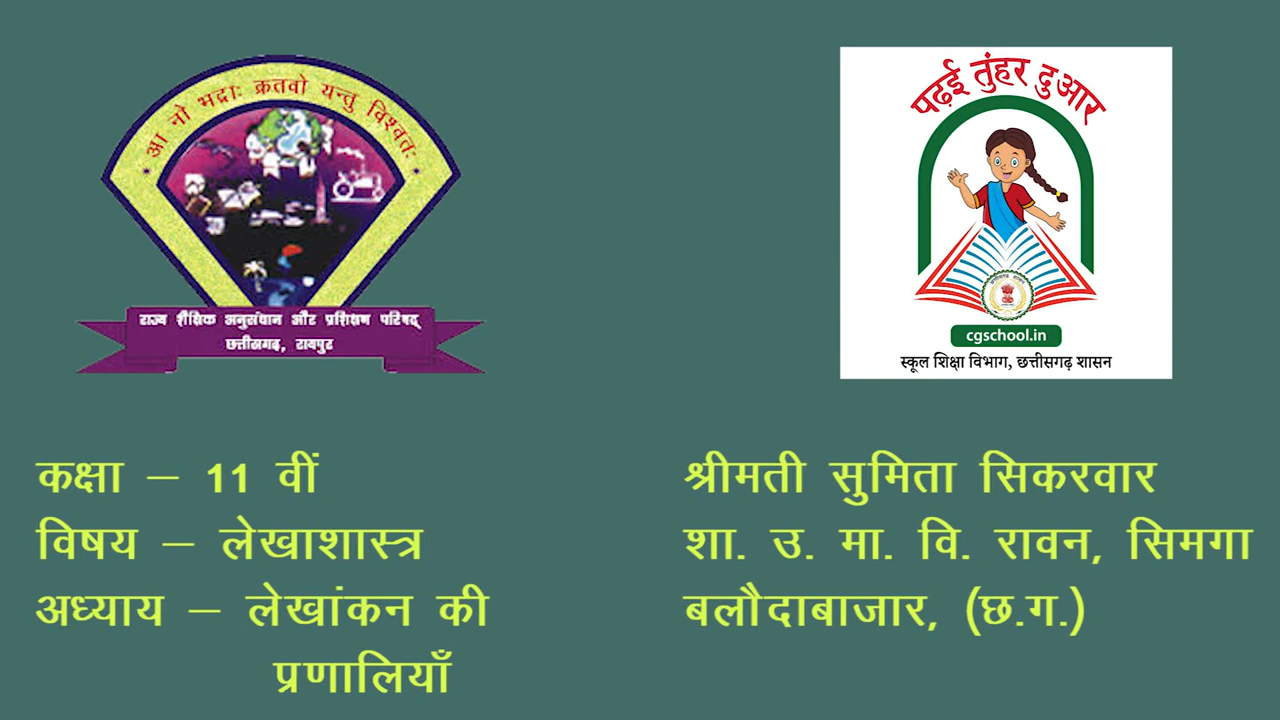 आ नो भद्राः क्रतवो यन्तु विश्वतः
राज्य शैक्षिक अनुसंधान और प्रशिक्षण परिषद्
छत्तीसगढ, रायपुर
पढ़ई तुंहर दुआर
cgschool.in
स्कूल शिक्षा विभाग, छत्तीसगढ़ शासन
कक्षा – 11 वीं
विषय – लेखाशास्त्र
अध्याय – लेखांकन की
प्रणालियाँ
श्रीमती सुमिता सिकरवार
शा. उ. मा. वि. रावन, सिमगा
बलौदाबाजार, (छ.ग.)